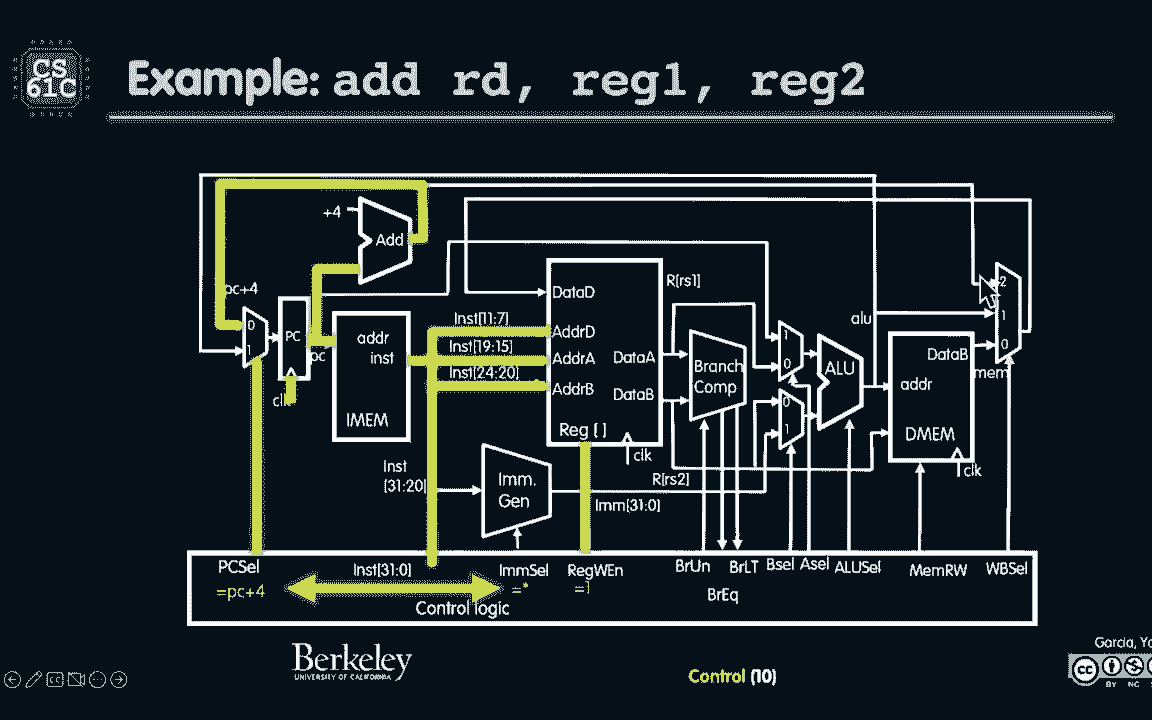 CS
61C
Example: add rd, reg1, reg2
+4
Add
pc+4
0
1
PC
pc
clk
addr
inst
IMEM
Inst[11:7]
Inst[19:15]
Inst[24:20]
DataD
AddrD
AddrA
AddrB
DataA
DataB
Reg [ ]
clk
R[rs1]
R[rs2]
Branch
Comp
1
0
0
1
ALU
alu
DataB
addr
DMEM
clk
mem
2
1
0
Inst
[31:20]
Imm.
Gen
Imm[31:0]
PCSel
=pc+4
Inst[31:0]
ImmSel
=*
RegWEn
=1
BrUn
BrEq
BrLT
Bsel
Asel
ALUSel
MemRW
WBSel
Control logic
Berkeley
UNIVERSITY OF CALIFORNIA
Control (10)
Garcia,
cc
BY NC